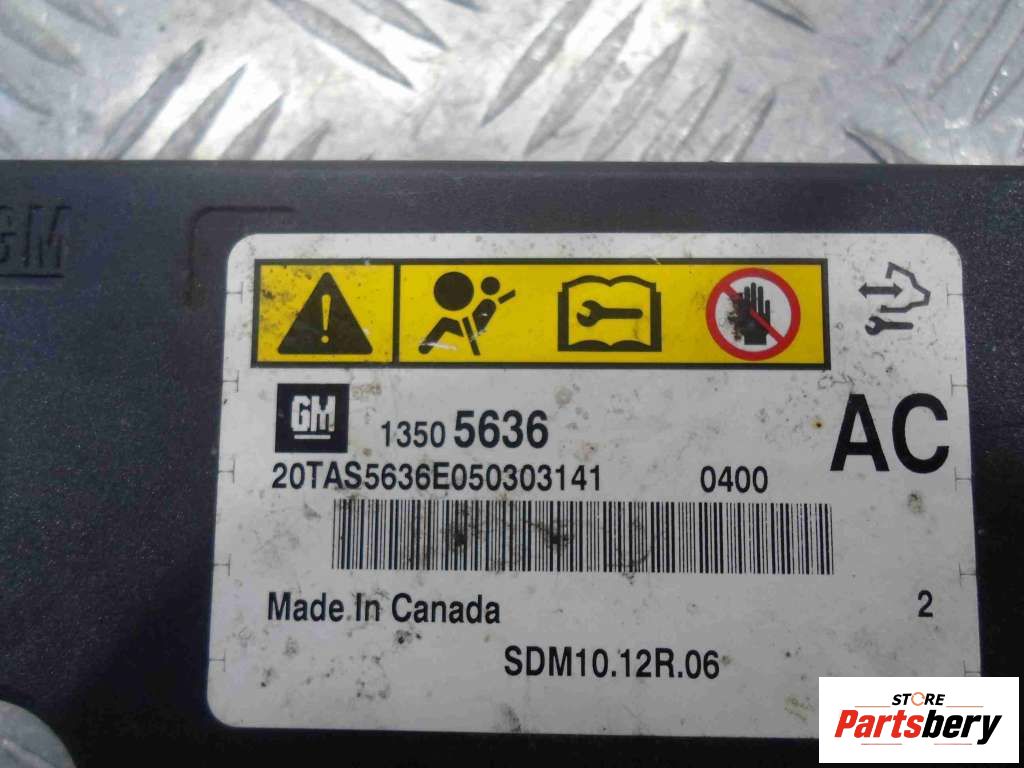 GM
GM 1350 5636 AC
20TAS5636E050303141 0400
Made In Canada 2
SDM10.12R.06
STORE
Partsbery